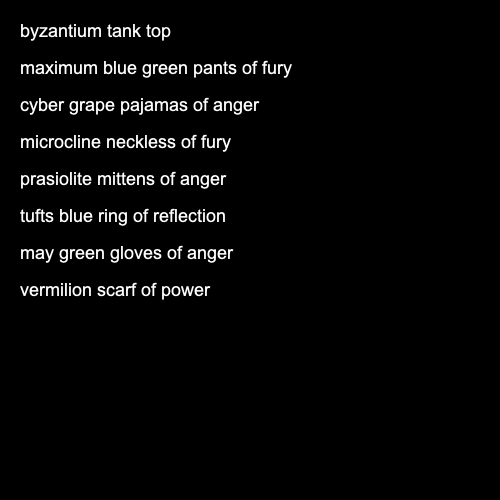 byzantium tank top
maximum blue green pants of fury
cyber grape pajamas of anger
microcline neckless of fury
prasiolite mittens of anger
tufts blue ring of reflection
may green gloves of anger
vermilion scarf of power